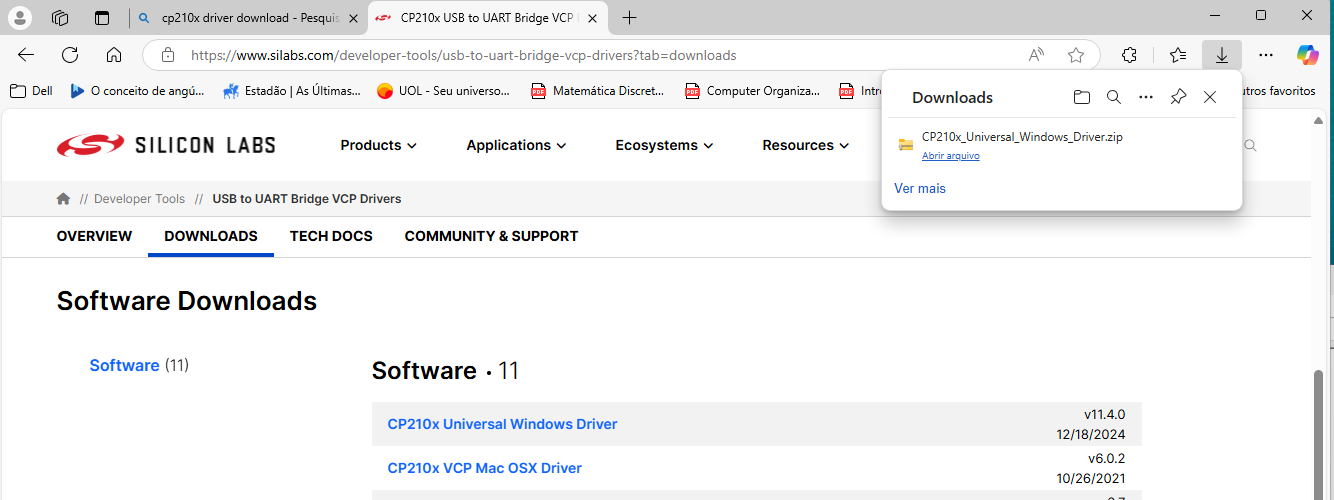 cp210x driver download - Pesquis
CP210x USB to UART Bridge VCP
https://www.silabs.com/developer-tools/usb-to-uart-bridge-vcp-drivers?tab=downloads
Dell
O conceito de angú...
Estadão | As Últimas...
UOL - Seu universo...
Matemática Discret...
Computer Organiza...
Intr
utros favoritos
Downloads
CP210x_Universal_Windows_Driver.zip
Abrir arquivo
Ver mais
SILICON LABS
Products
Applications
Ecosystems
Resources
// Developer Tools // USB to UART Bridge VCP Drivers
OVERVIEW
DOWNLOADS
TECH DOCS
COMMUNITY & SUPPORT
Software Downloads
Software (11)
Software • 11
CP210x Universal Windows Driver
v11.4.0
12/18/2024
CP210x VCP Mac OSX Driver
v6.0.2
10/26/2021